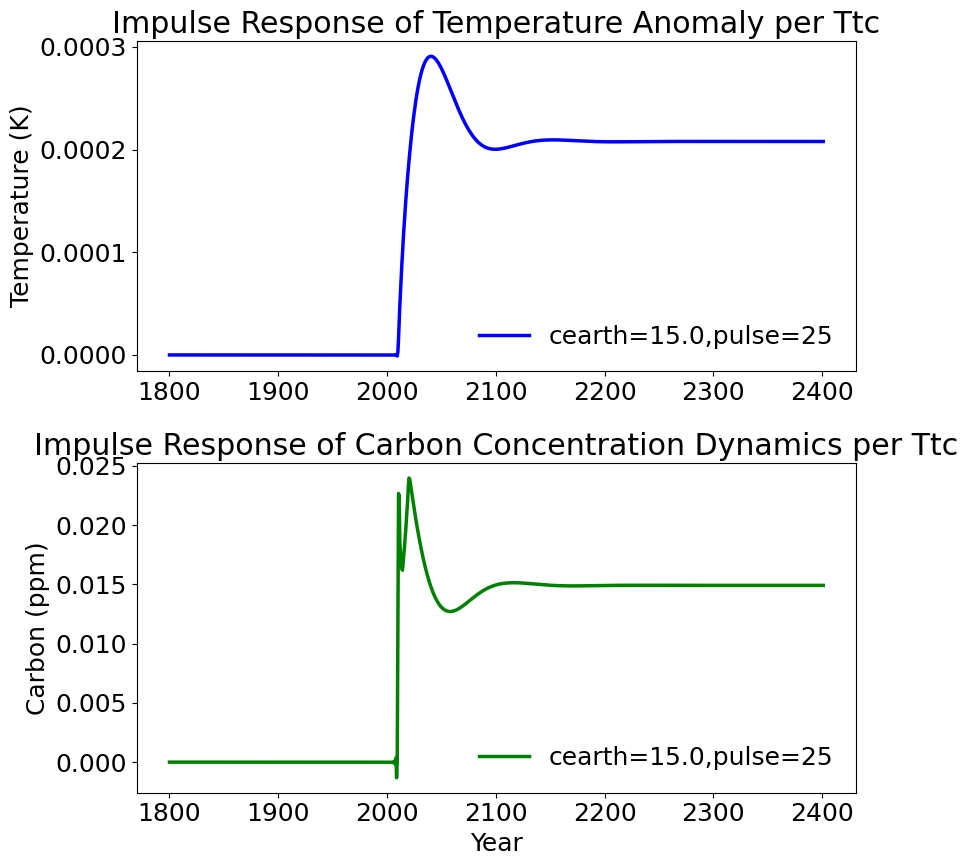 Impulse Response of Temperature Anomaly per Ttc
0.0003
0.0002
0.0001
0.0000
Temperature (K)
cearth=15.0,pulse=25
1800 1900 2000 2100 2200 2300 2400
Impulse Response of Carbon Concentration Dynamics per Ttc
0.025
0.020
0.015
0.010
0.005
0.000
Carbon (ppm)
cearth=15.0,pulse=25
1800 1900 2000 2100 2200 2300 2400
Year